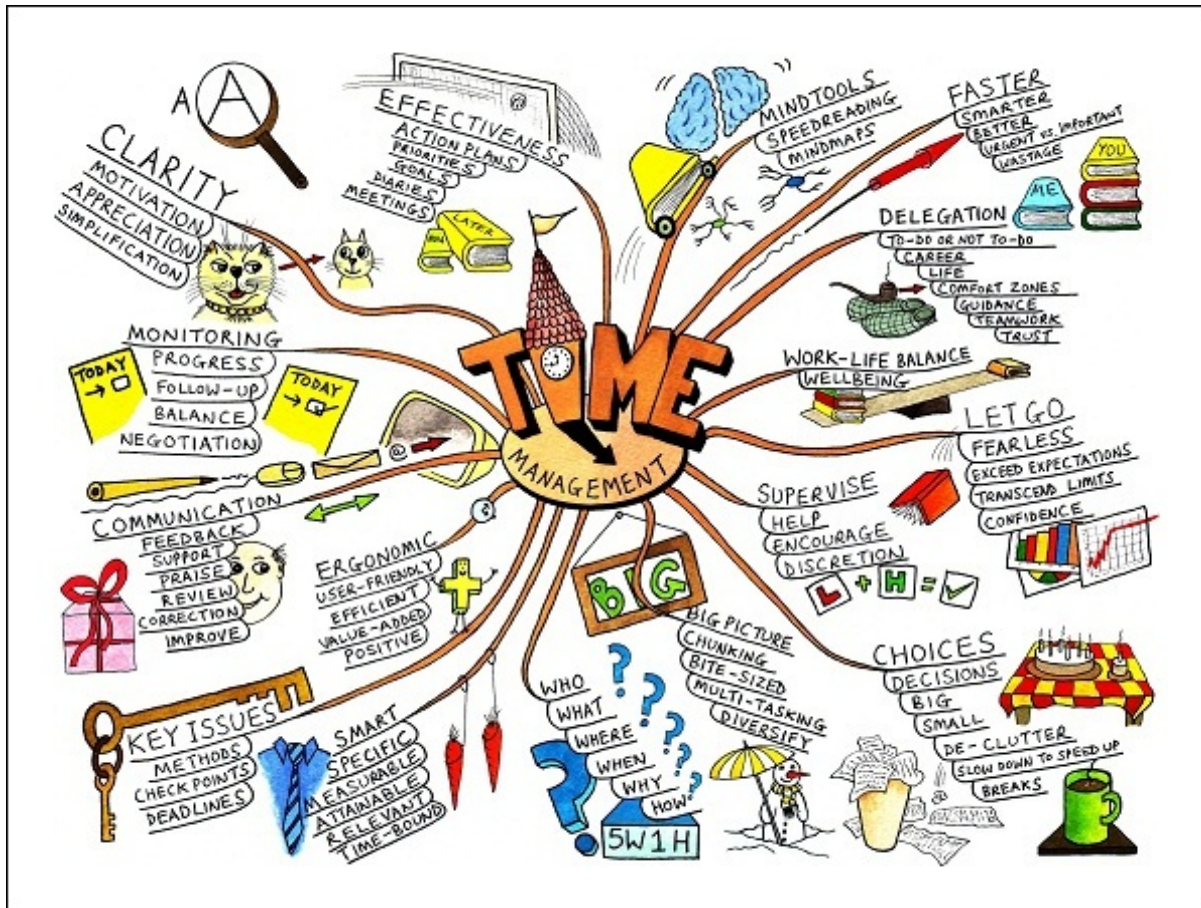 TIME
MANAGEMENT
A A
CLARITY
MOTIVATION
APPRECIATION
SIMPLIFICATION
EFFECTIVENESS
ACTION PLANS
PRIORITIES
GOALS
DIARIES
MEETINGS
NOW
LATER
MINDTOOLS
SPEEDREADING
MINDMAPS
FASTER
SMARTER
BETTER
URGENT VS IMPORTANT
WASTAGE
YOU
ME
DELEGATION
TO-DO OR NOT TO-DO
CAREER
LIFE
COMFORT ZONES
GUIDANCE
TEAMWORK
TRUST
WORK-LIFE BALANCE
WELLBEING
LET GO
FEARLESS
EXCEED EXPECTATIONS
TRANSCEND LIMITS
CONFIDENCE
SUPERVISE
HELP
ENCOURAGE
DISCRETION
L + H =
CHOICES
DECISIONS
BIG
SMALL
DE-CLUTTER
SLOW DOWN TO SPEED UP
BREAKS
@
BIG
BIG PICTURE
CHUNKING
BITE-SIZED
MULTI-TASKING
DIVERSIFY
WHO
WHAT
WHERE
WHEN
WHY
HOW
? ? ? ? ? ?
5W1H
SMART
SPECIFIC
MEASURABLE
ATTAINABLE
RELEVANT
TIME-BOUND
KEY ISSUES
METHODS
CHECK POINTS
DEADLINES
ERGONOMIC
USER-FRIENDLY
EFFICIENT
VALUE-ADDED
POSITIVE
COMMUNICATION
FEEDBACK
SUPPORT
PRAISE
REVIEW
CORRECTION
IMPROVE
@
MONITORING
PROGRESS
FOLLOW-UP
BALANCE
NEGOTIATION
TODAY
TODAY